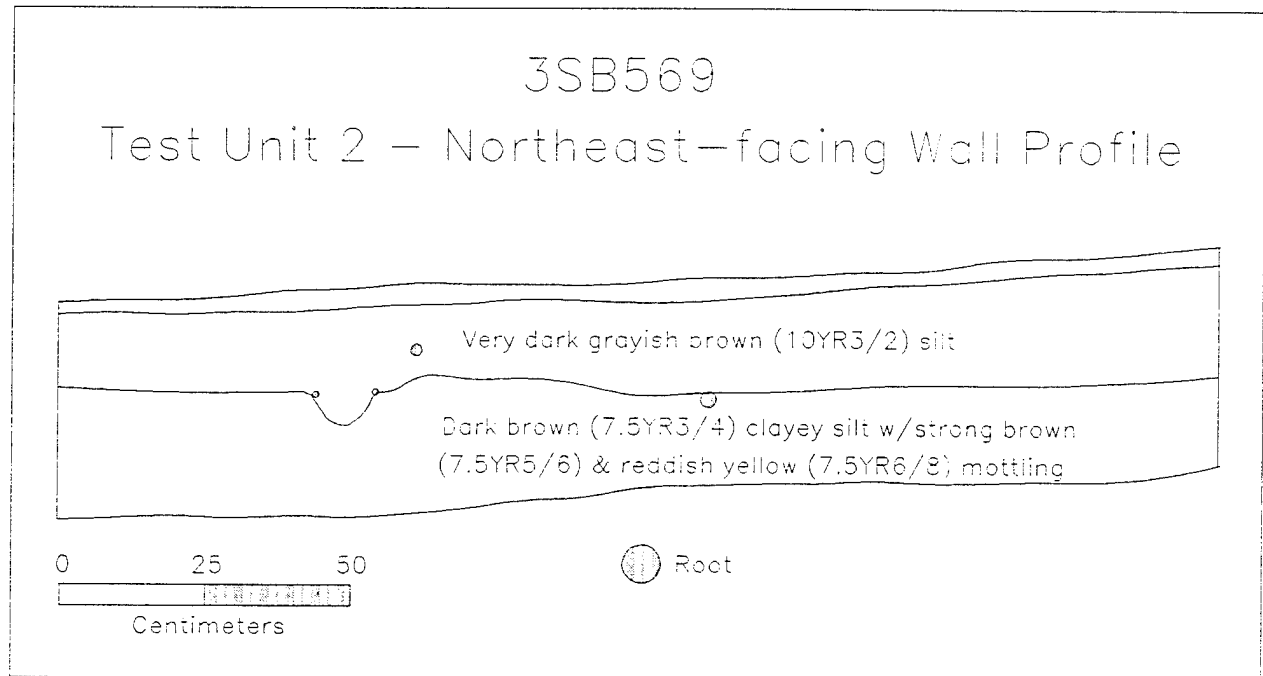 3SB569
Test Unit 2 – Northeast–facing Wall Profile
Very dark grayish brown (10YR3/2) silt
Dark brown (7.5YR3/4) clayey silt w/strong brown
(7.5YR5/6) & reddish yellow (7.5YR6/8) mottling
0 25 50
Centimeters
Root